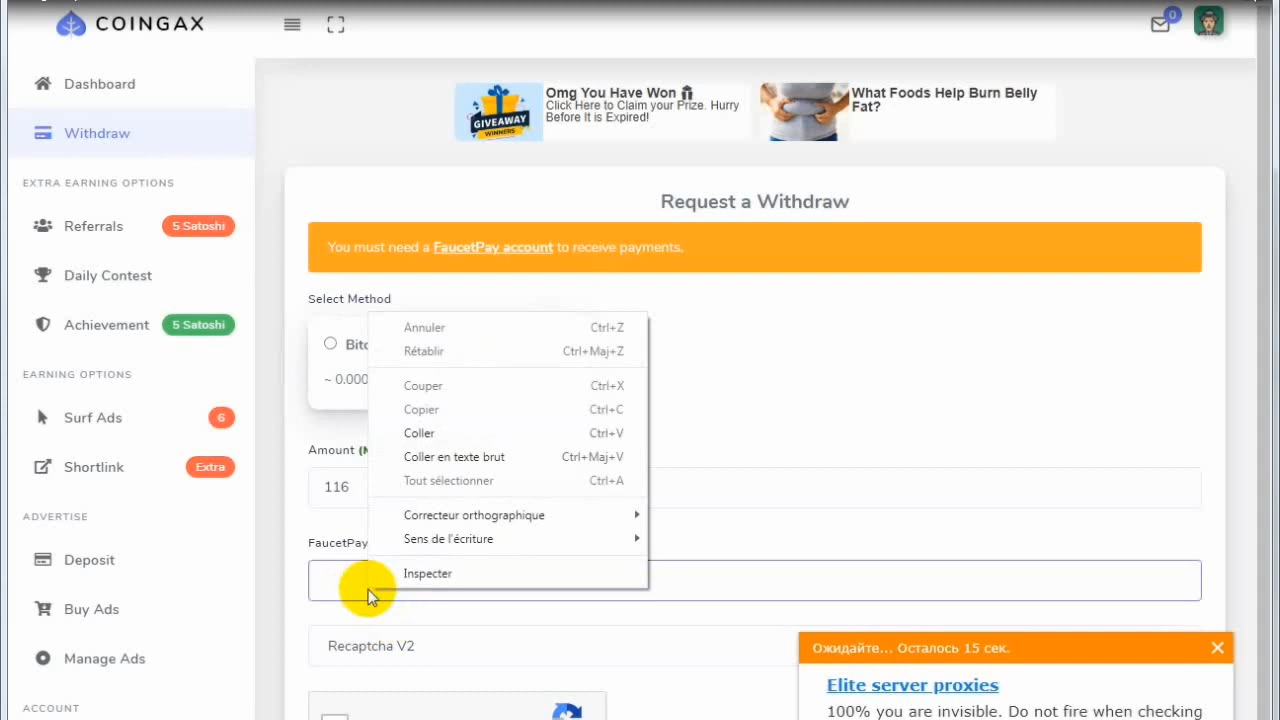 COINGAX
0
Dashboard
Withdraw
EXTRA EARNING OPTIONS
Referrals
5 Satoshi
Daily Contest
Achievement
5 Satoshi
EARNING OPTIONS
Surf Ads
6
Shortlink
Extra
ADVERTISE
Deposit
Buy Ads
Manage Ads
ACCOUNT
GIVEAWAY
WINNERS
Omg You Have Won
Click Here to Claim your Prize. Hurry
Before It is Expired!
What Foods Help Burn Belly
Fat?
Request a Withdraw
You must need a FaucetPay account to receive payments.
Select Method
Bitc
~ 0.000
Amount (M
116
FaucetPay
Annuler Ctrl+Z
Rétablir Ctrl+Maj+Z
Couper Ctrl+X
Copier Ctrl+C
Coller Ctrl+V
Coller en texte brut Ctrl+Maj+V
Tout sélectionner Ctrl+A
Correcteur orthographique
Sens de l'écriture
Inspecter
Recaptcha V2
Ожидайте... Осталось 15 сек.
Elite server proxies
100% you are invisible. Do not fire when checking